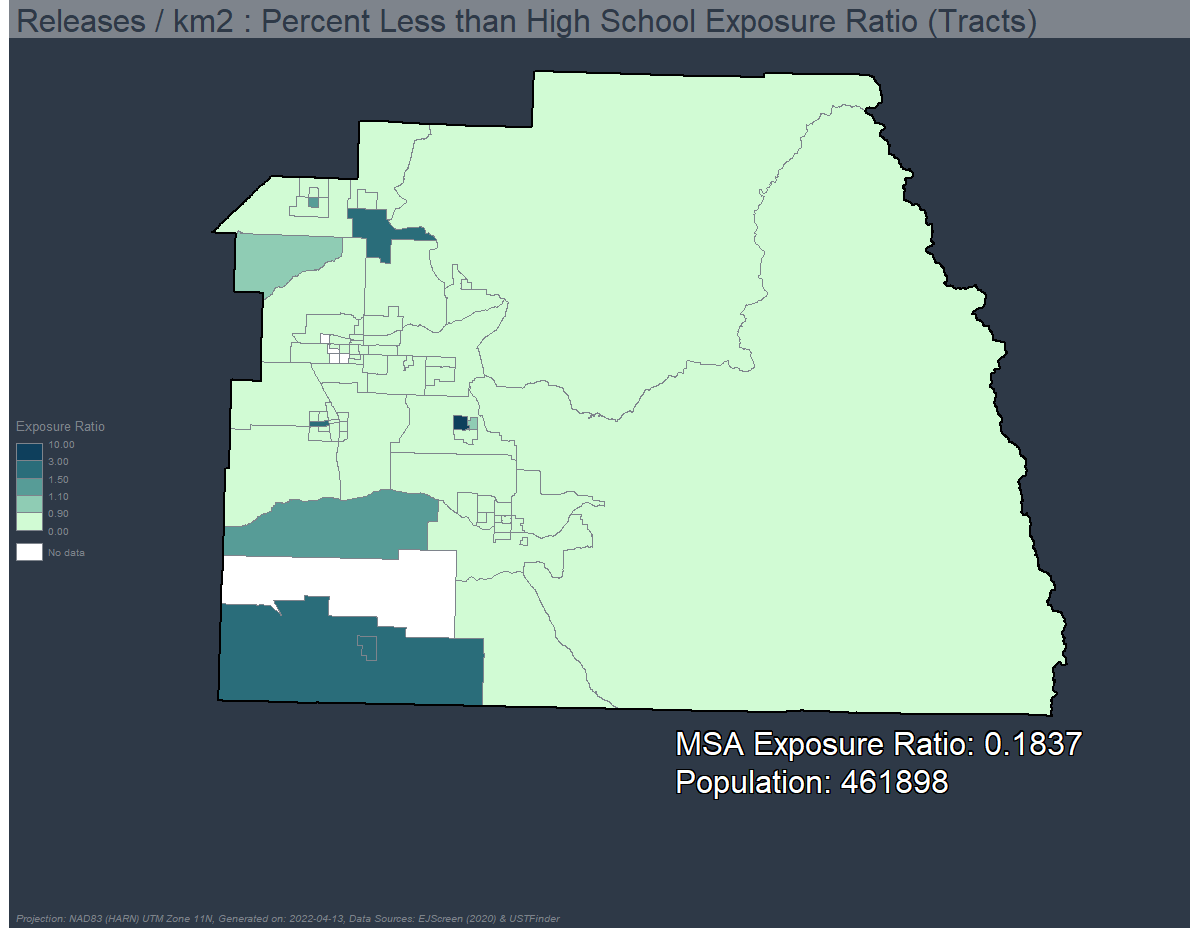 Releases / km2 : Percent Less than High School Exposure Ratio (Tracts)
Exposure Ratio
10.00
3.00
1.50
1.10
0.90
0.00
No data
MSA Exposure Ratio: 0.1837
Population: 461898
Projection: NAD83 (HARN) UTM Zone 11N, Generated on: 2022-04-13, Data Sources: EJScreen (2020) & USTFinder